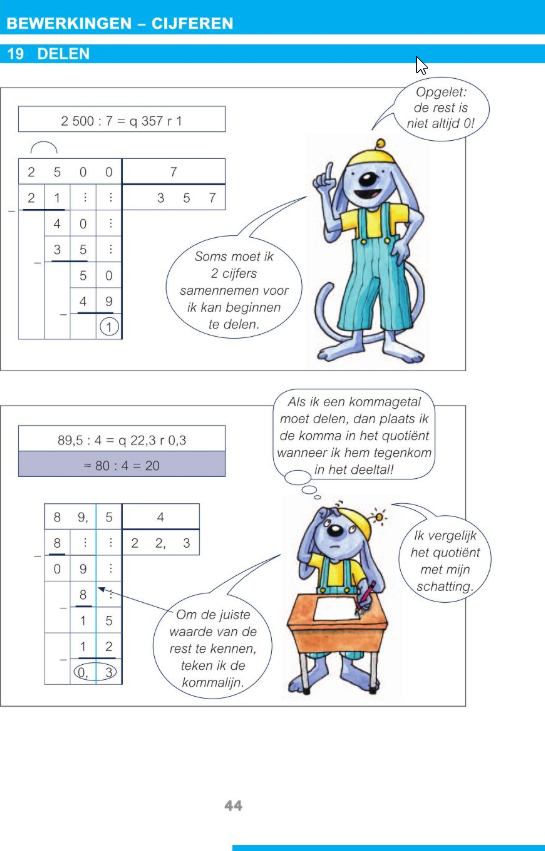 BEWERKINGEN – CIJFEREN
19 DELEN
Opgelet:
de rest is
niet altijd 0!
2 500 : 7 = q 357 r 1
2 5 0 0 7
2 1 ⋮ ⋮ 3 5 7
–
4 0 ⋮
3 5 ⋮
–
5 0
4 9
–
1
Soms moet ik
2 cijfers
samennemen voor
ik kan beginnen
te delen.
Als ik een kommagetal
moet delen, dan plaats ik
de komma in het quotiënt
wanneer ik hem tegenkom
in het deeltal!
89,5 : 4 = q 22,3 r 0,3
≈ 80 : 4 = 20
8 9, 5 4
8 ⋮ ⋮ 2 2, 3
–
0 9 ⋮
8 ⋮
–
1 5
1 2
–
0, 3
Ik vergelijk
het quotiënt
met mijn
schatting.
Om de juiste
waarde van de
rest te kennen,
teken ik de
kommalijn.
44